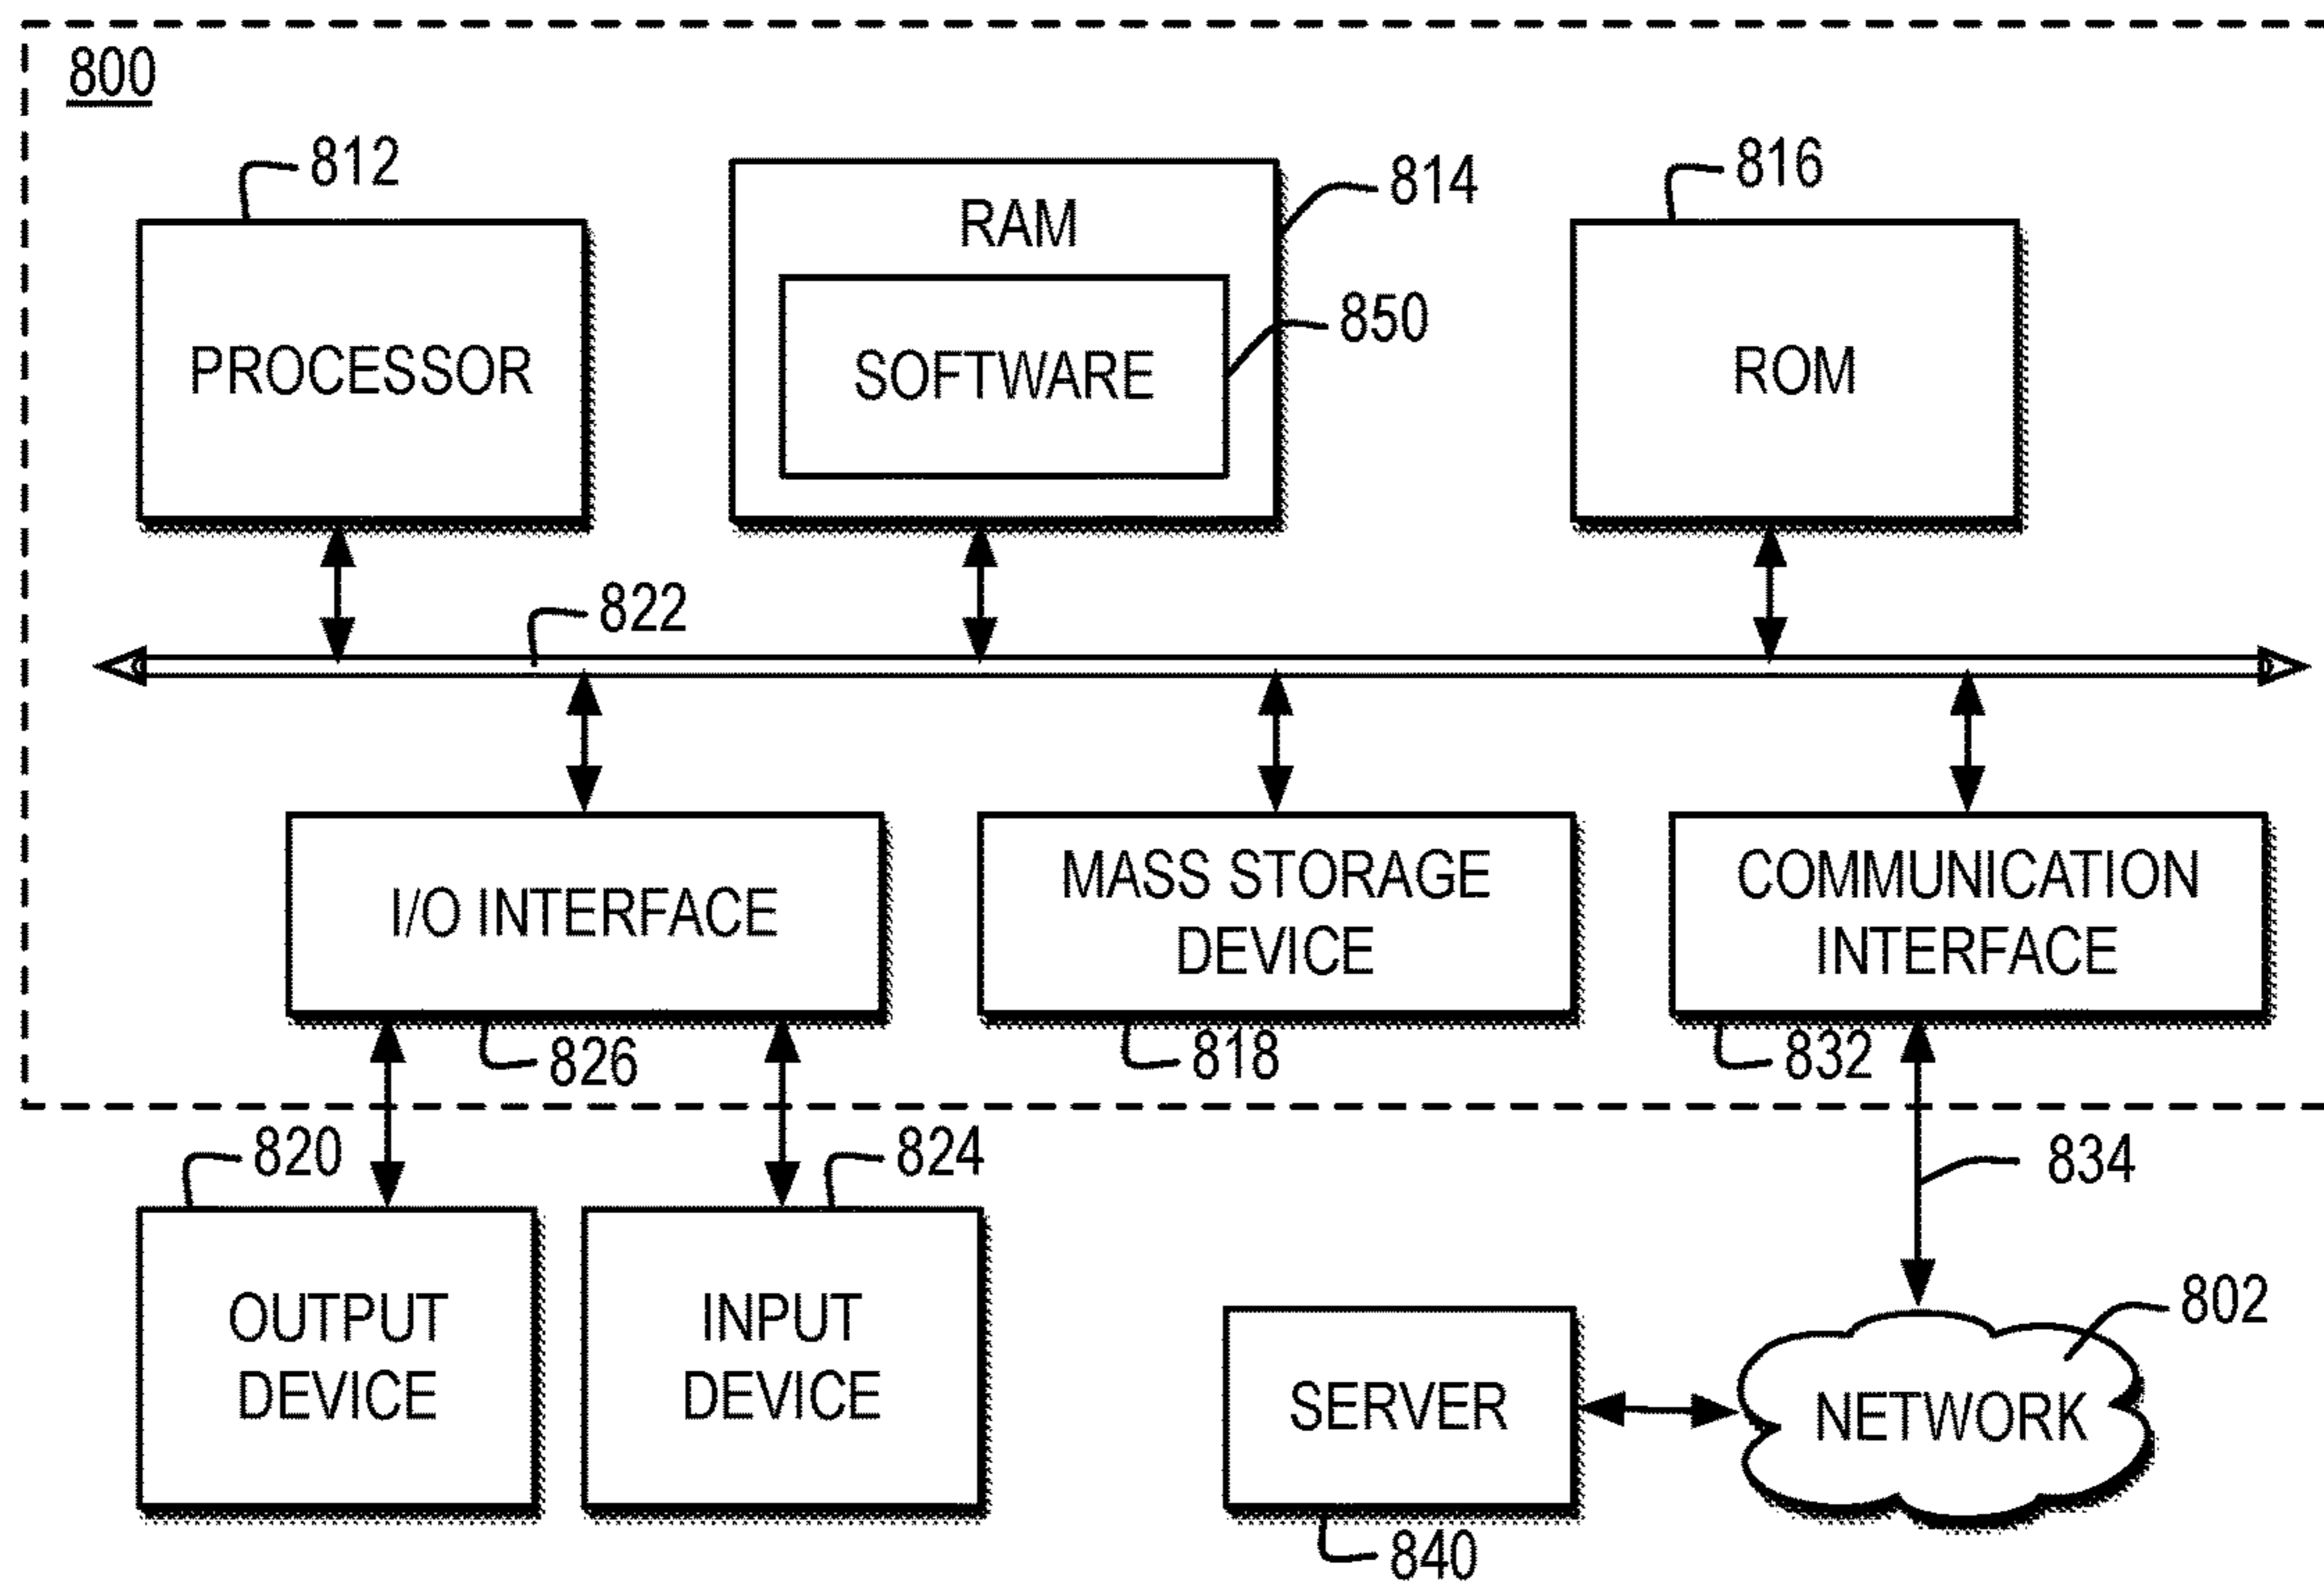 800
812
814
816
RAM
850
PROCESSOR
SOFTWARE
ROM
822
I/O INTERFACE
MASS STORAGE
DEVICE
COMMUNICATION
INTERFACE
826
818
832
820
824
834
OUTPUT
DEVICE
INPUT
DEVICE
802
SERVER
NETWORK
840